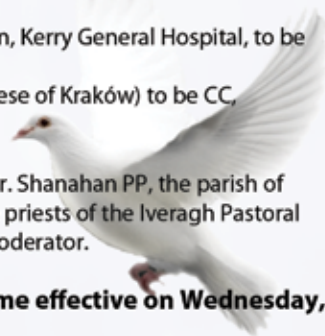 n, Kerry General Hospital, to be
ese of Kraków) to be CC,
r. Shanahan PP, the parish of
priests of the Iveragh Pastoral
oderator.
me effective on Wednesday,